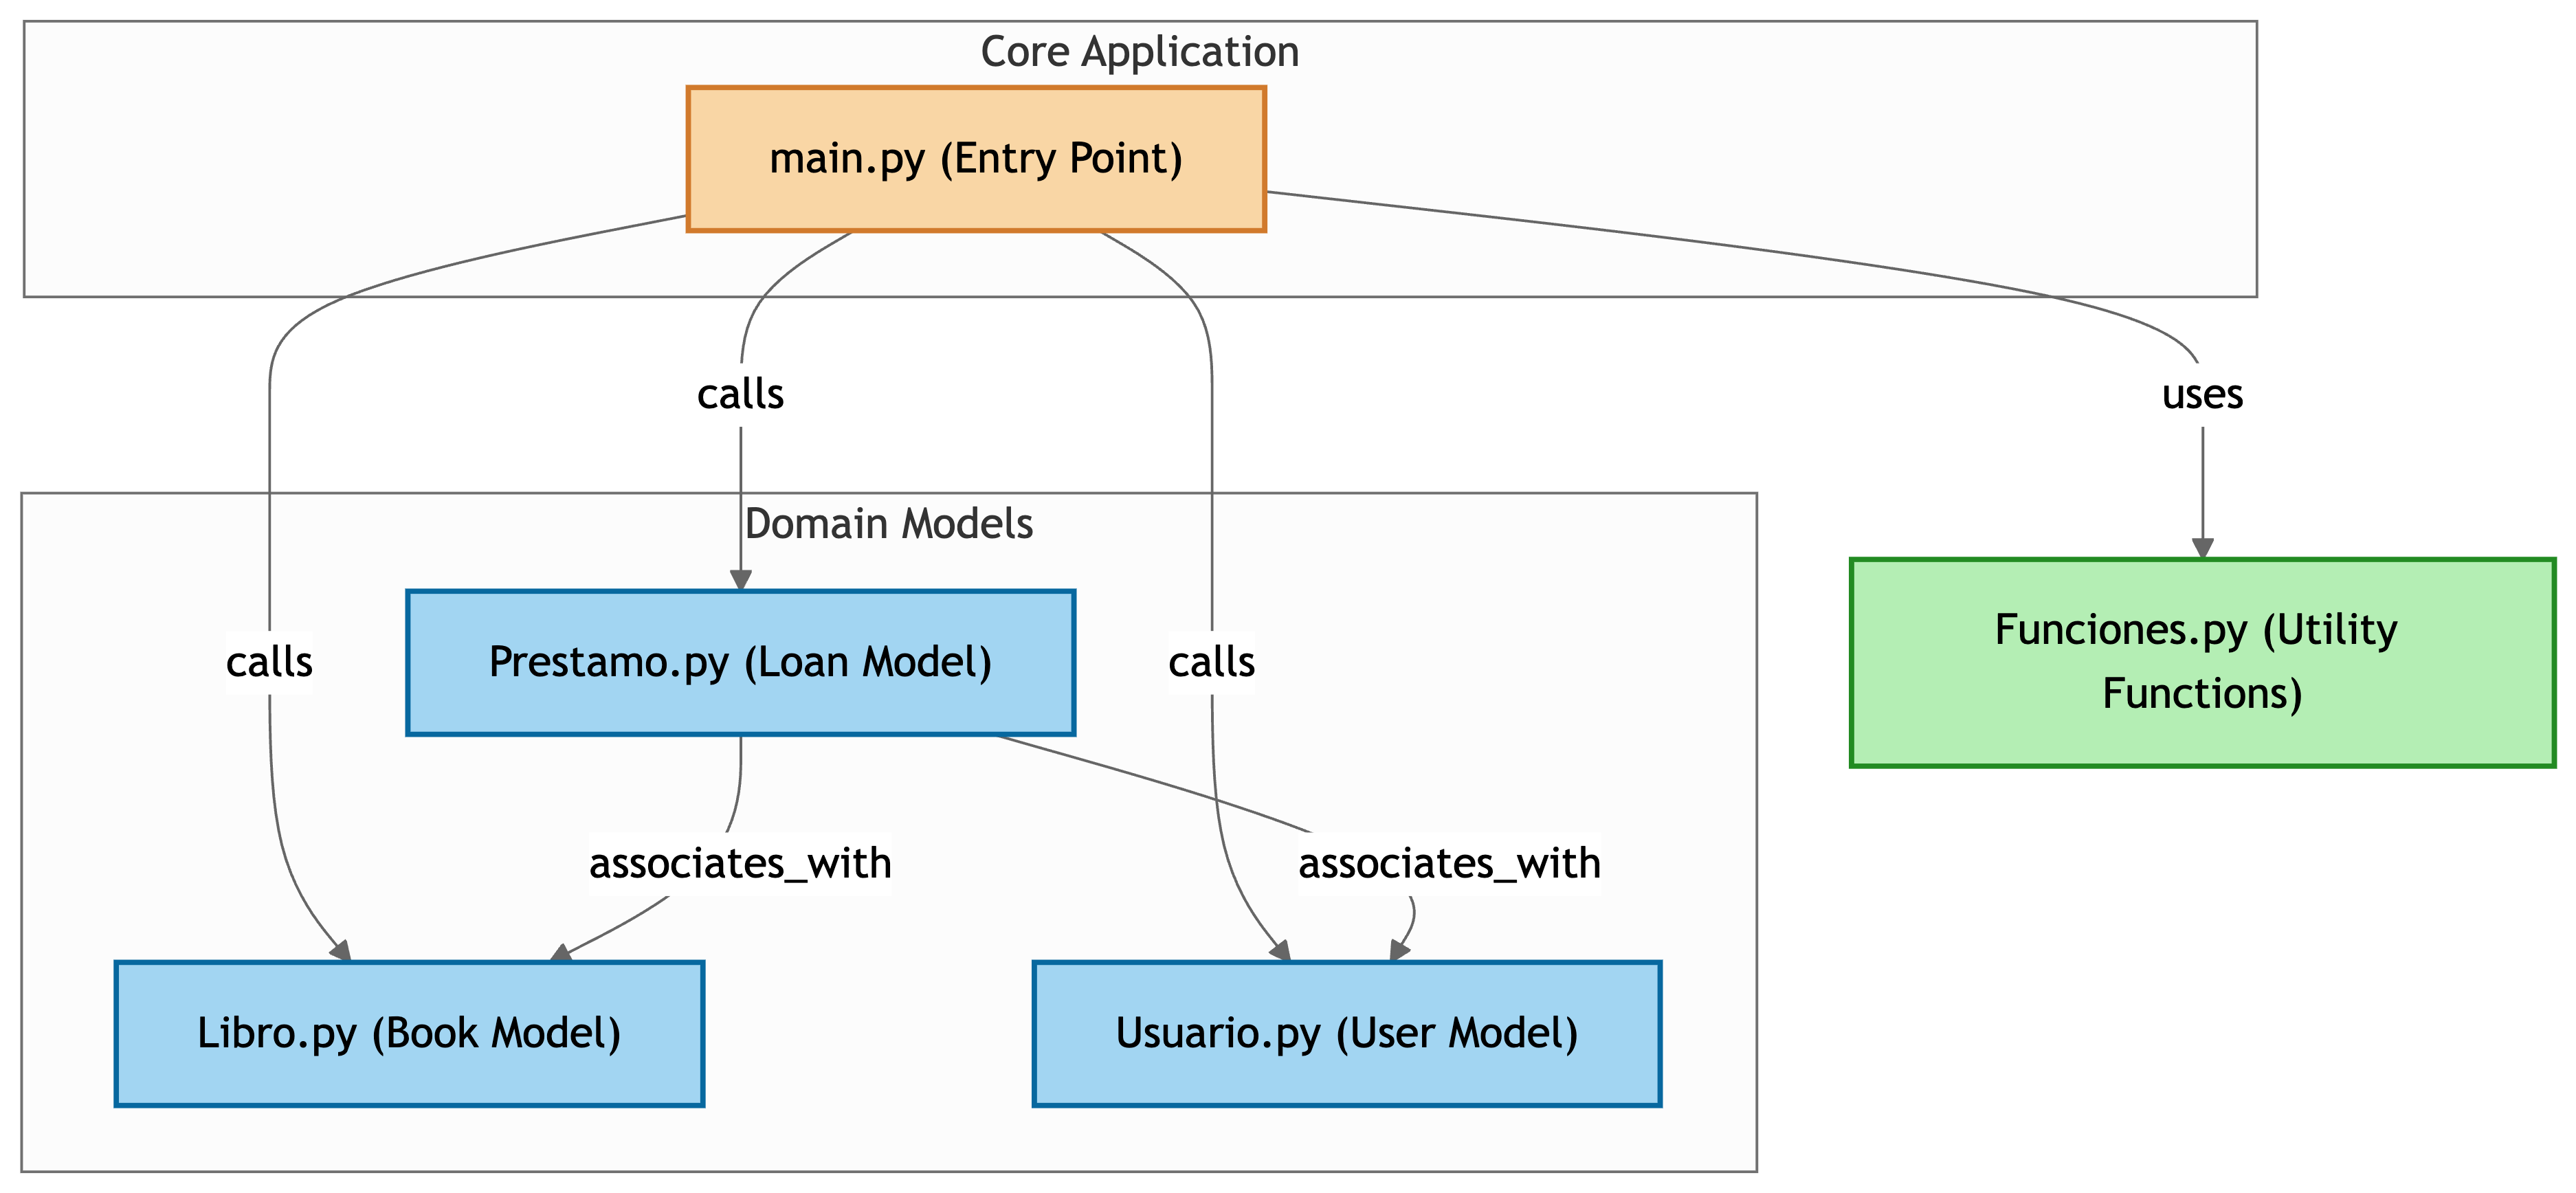 Core Application
main.py (Entry Point)
calls
uses
Domain Models
Prestamo.py (Loan Model)
calls
calls
Funciones.py (Utility
Functions)
associates_with
associates_with
Libro.py (Book Model)
Usuario.py (User Model)